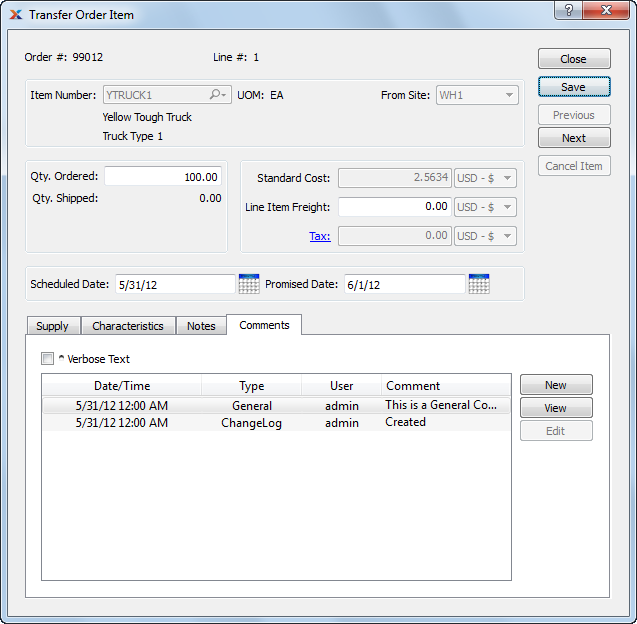 Transfer Order Item
?
Order #: 99012 Line #: 1
Close
Item Number: YTRUCK1 UOM: EA From Site: WH1
Save
Yellow Tough Truck
Previous
Truck Type 1
Next
Cancel Item
Qty. Ordered: 100.00
Qty. Shipped: 0.00
Standard Cost: 2.5634 USD - $
Line Item Freight: 0.00 USD - $
Tax: 0.00 USD - $
Scheduled Date: 5/31/12 Promised Date: 6/1/12
Supply Characteristics Notes Comments
^ Verbose Text
Date/Time Type User Comment
5/31/12 12:00 AM General admin This is a General Co...
5/31/12 12:00 AM ChangeLog admin Created
New
View
Edit